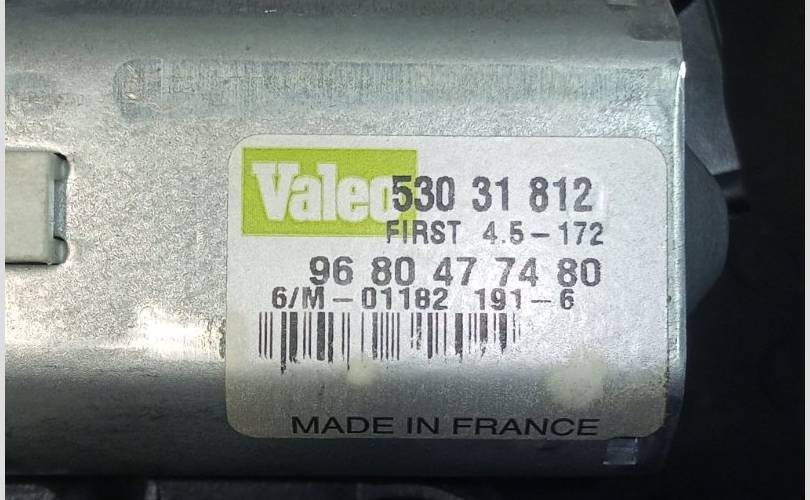 Valeo 530 31 812
FIRST 4.5-172
96 80 47 74 80
6/M-01182 191-6
MADE IN FRANCE